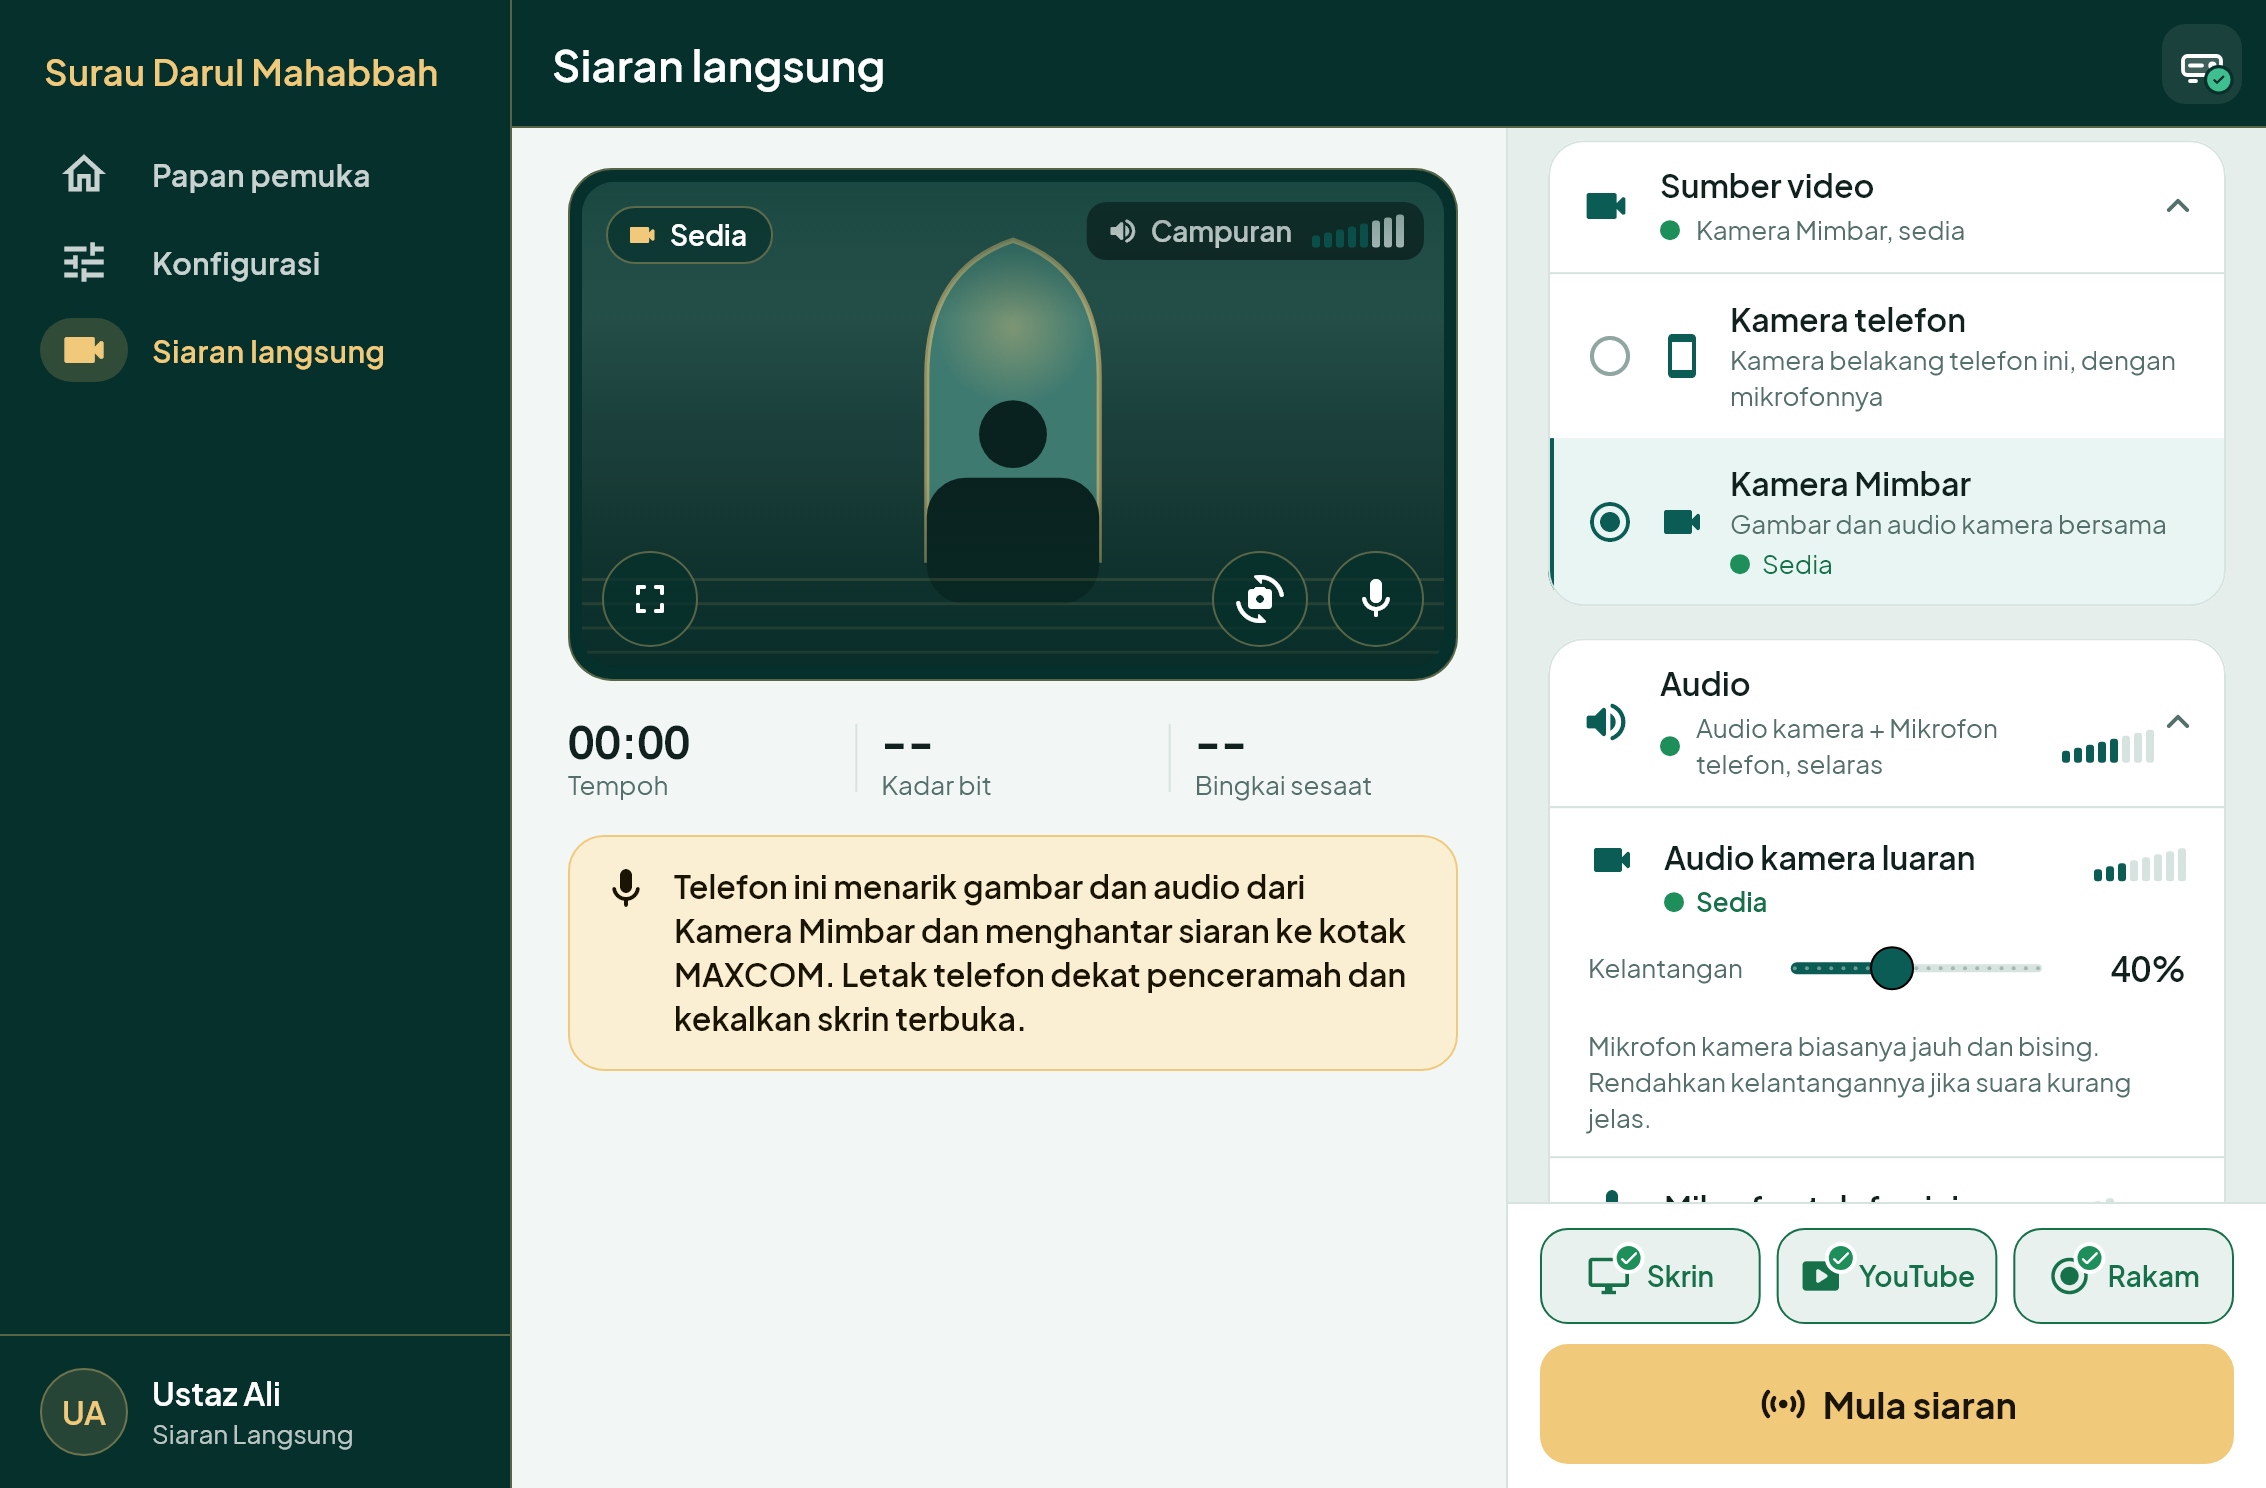 Surau Darul Mahabbah
Papan pemuka
Konfigurasi
Siaran langsung
UA
Ustaz Ali
Siaran Langsung
Siaran langsung
Sedia
Campuran
00:00
Tempoh
--
Kadar bit
--
Bingkai sesaat
Telefon ini menarik gambar dan audio dari
Kamera Mimbar dan menghantar siaran ke kotak
MAXCOM. Letak telefon dekat penceramah dan
kekalkan skrin terbuka.
Sumber video
Kamera Mimbar, sedia
Kamera telefon
Kamera belakang telefon ini, dengan
mikrofonnya
Kamera Mimbar
Gambar dan audio kamera bersama
Sedia
Audio
Audio kamera + Mikrofon
telefon, selaras
Audio kamera luaran
Sedia
Kelantangan
40%
Mikrofon kamera biasanya jauh dan bising.
Rendahkan kelantangannya jika suara kurang
jelas.
Skrin
YouTube
Rakam
Mula siaran